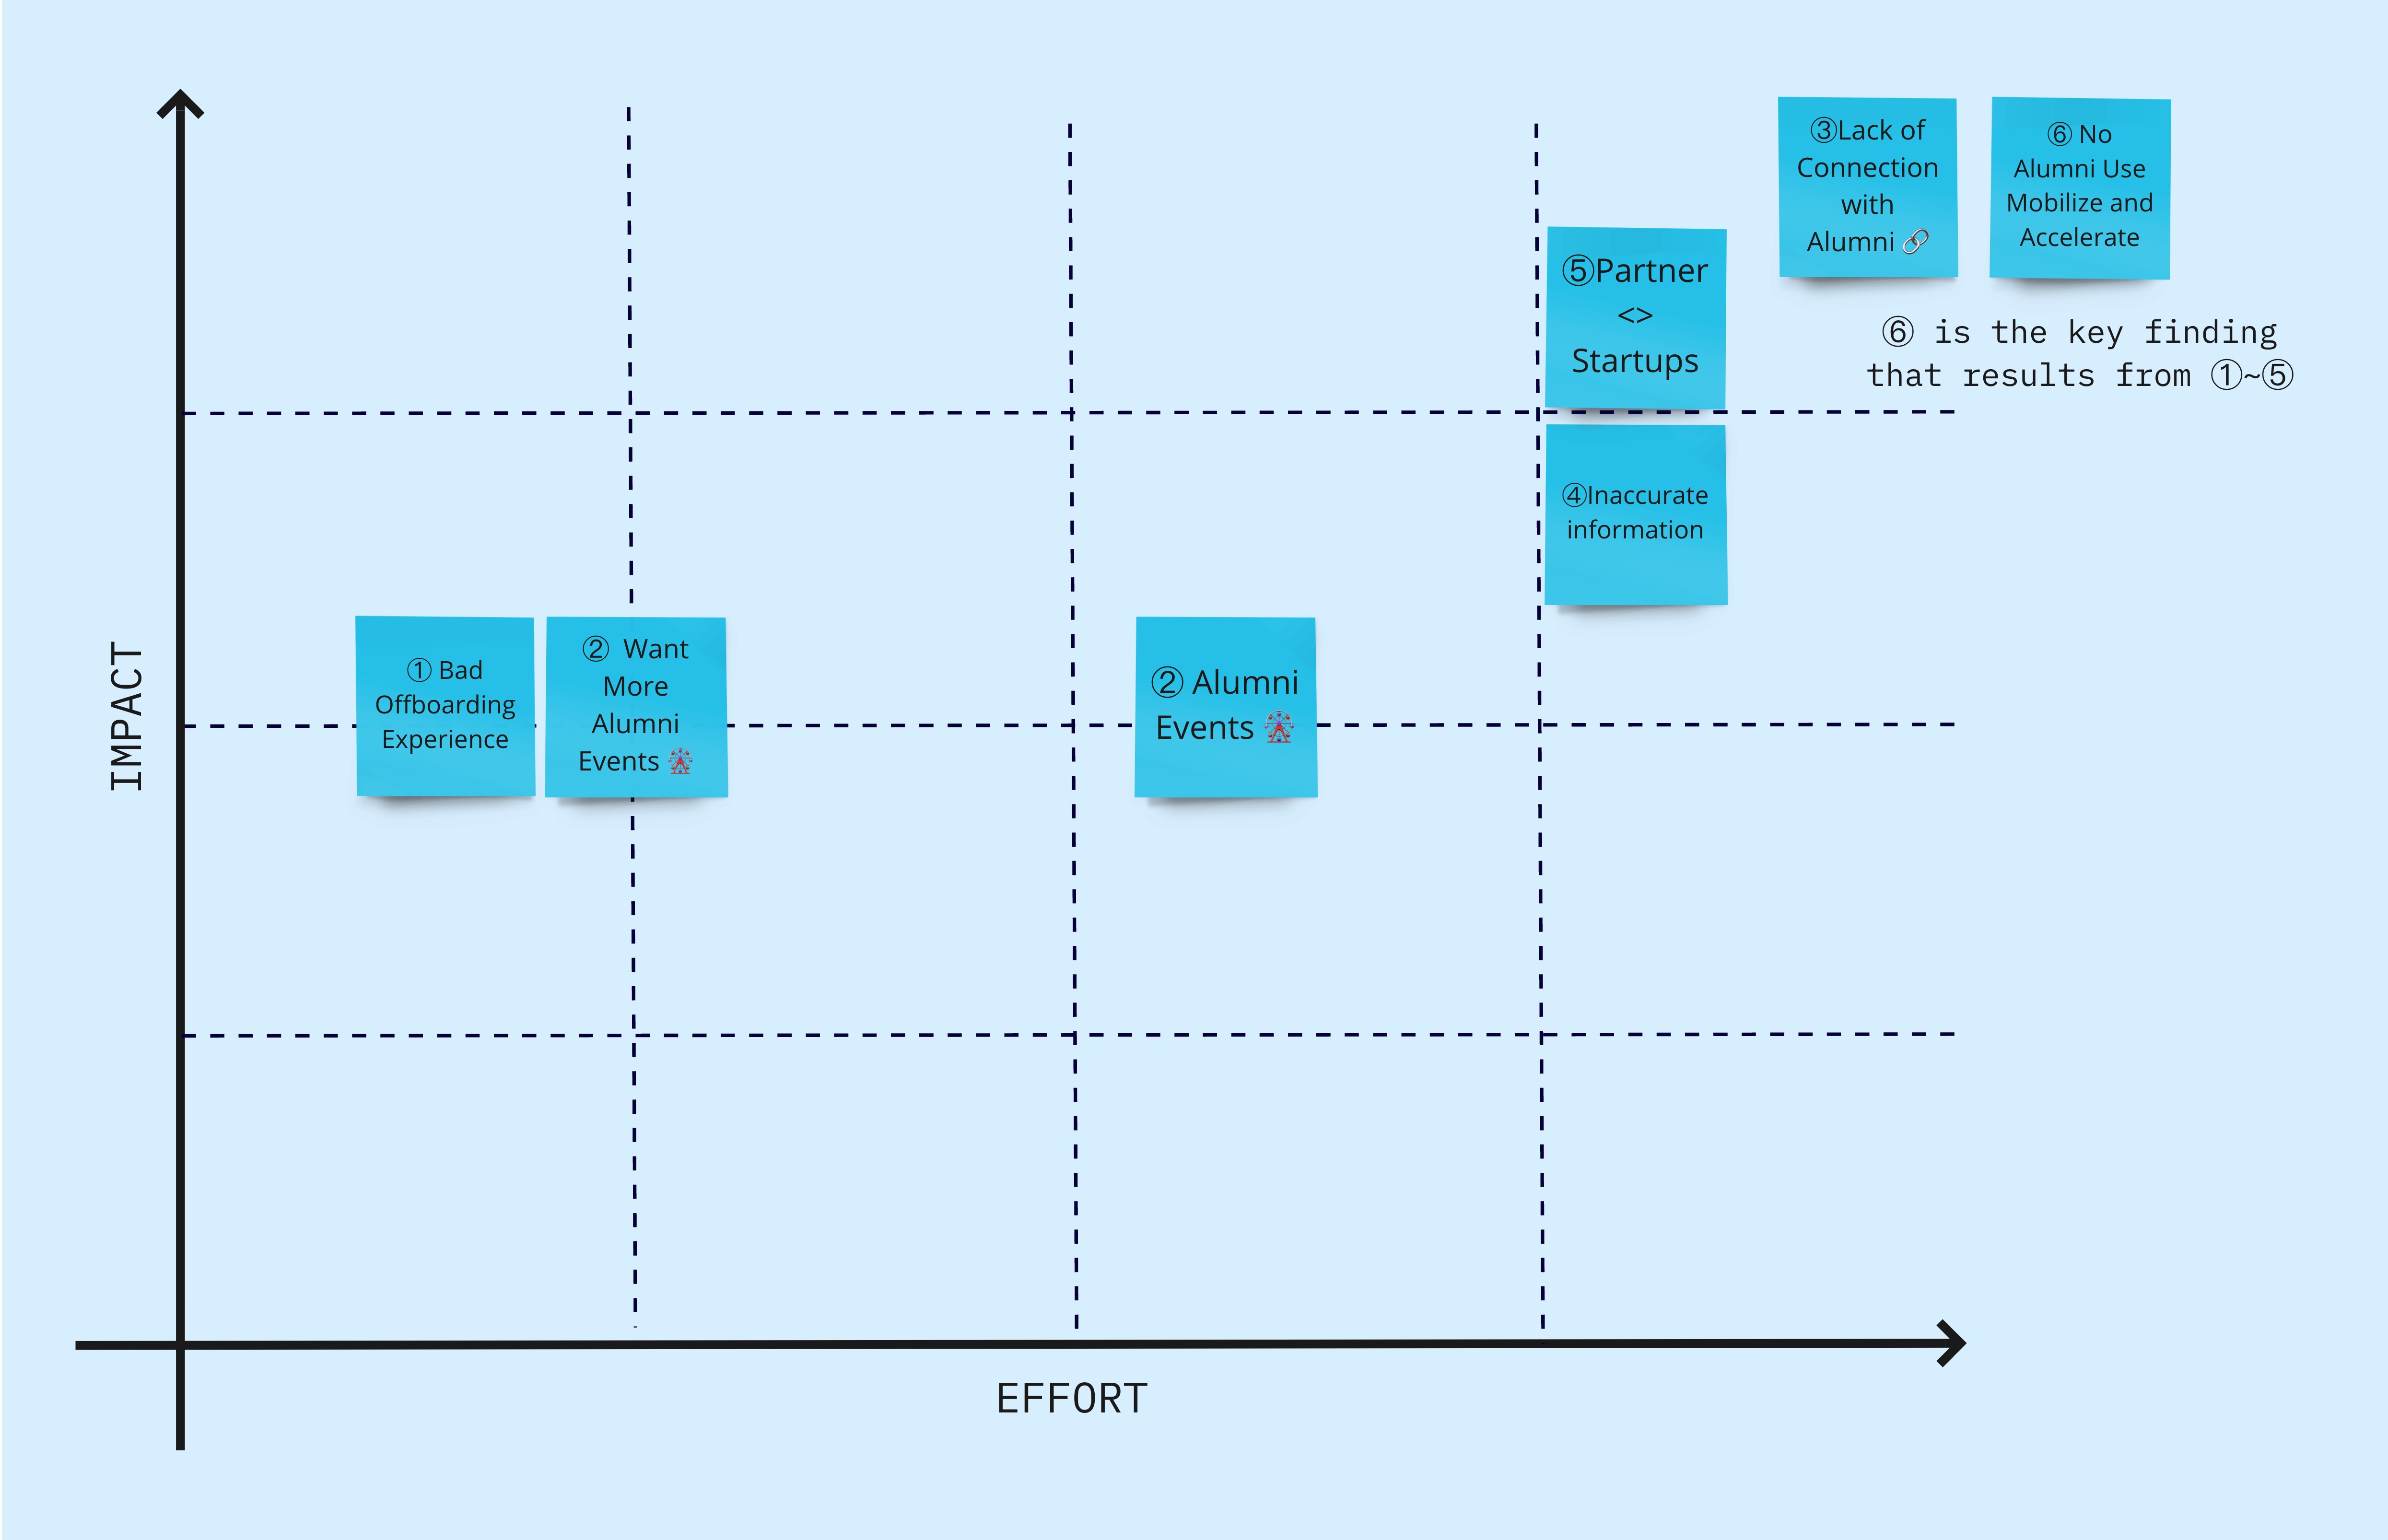 ③Lack of
Connection
with
Alumni 🔗
⑥ No
Alumni Use
Mobilize and
Accelerate
⑤Partner
<>
Startups
⑥ is the key finding
that results from ①~⑤
④Inaccurate
information
① Bad
Offboarding
Experience
② Want
More
Alumni
Events 🎡
② Alumni
Events 🎡
IMPACT
EFFORT